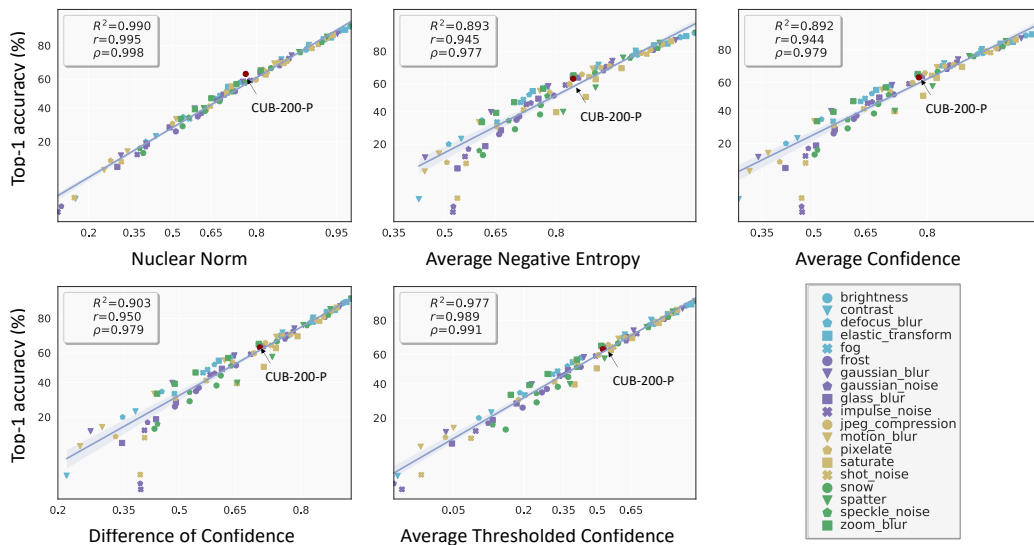 R²=0.990
r=0.995
ρ=0.998
CUB-200-P
Top-1 accuracy (%)
80
60
40
20
0.2 0.4 0.5 0.65 0.8 0.95
Nuclear Norm
R²=0.893
r=0.945
ρ=0.977
CUB-200-P
80
60
40
20
0.35 0.5 0.65 0.8 0.9
Average Negative Entropy
R²=0.892
r=0.944
ρ=0.979
CUB-200-P
80
60
40
20
0.35 0.5 0.8
Average Confidence
R²=0.903
r=0.950
ρ=0.979
CUB-200-P
Top-1 accuracy (%)
80
60
40
20
0.2 0.35 0.5 0.65 0.8 0.9
Difference of Confidence
R²=0.977
r=0.989
ρ=0.991
CUB-200-P
80
60
40
20
0.05 0.2 0.35 0.5 0.65
Average Thresholded Confidence
brightness
contrast
defocus_blur
elastic_transform
fog
frost
gaussian_blur
gaussian_noise
glass_blur
impulse_noise
jpeg_compression
motion_blur
pixelate
saturate
shot_noise
snow
spatter
speckle_noise
zoom_blur